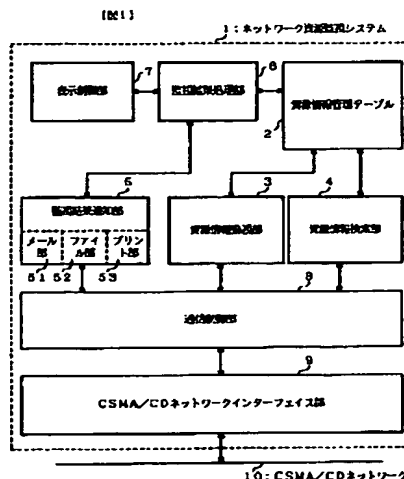 【図1】
1：ネットワーク資源監視システム
7
6
表示制御部
監視結果処理部
資源情報管理テーブル
2
5
3
4
監視結果通知部
メール部
ファイル部
プリント部
51
52
53
資源情報監視部
資源情報検索部
8
通信制御部
9
CSMA/CDネットワークインターフェイス部
10：CSMA/CDネットワーク